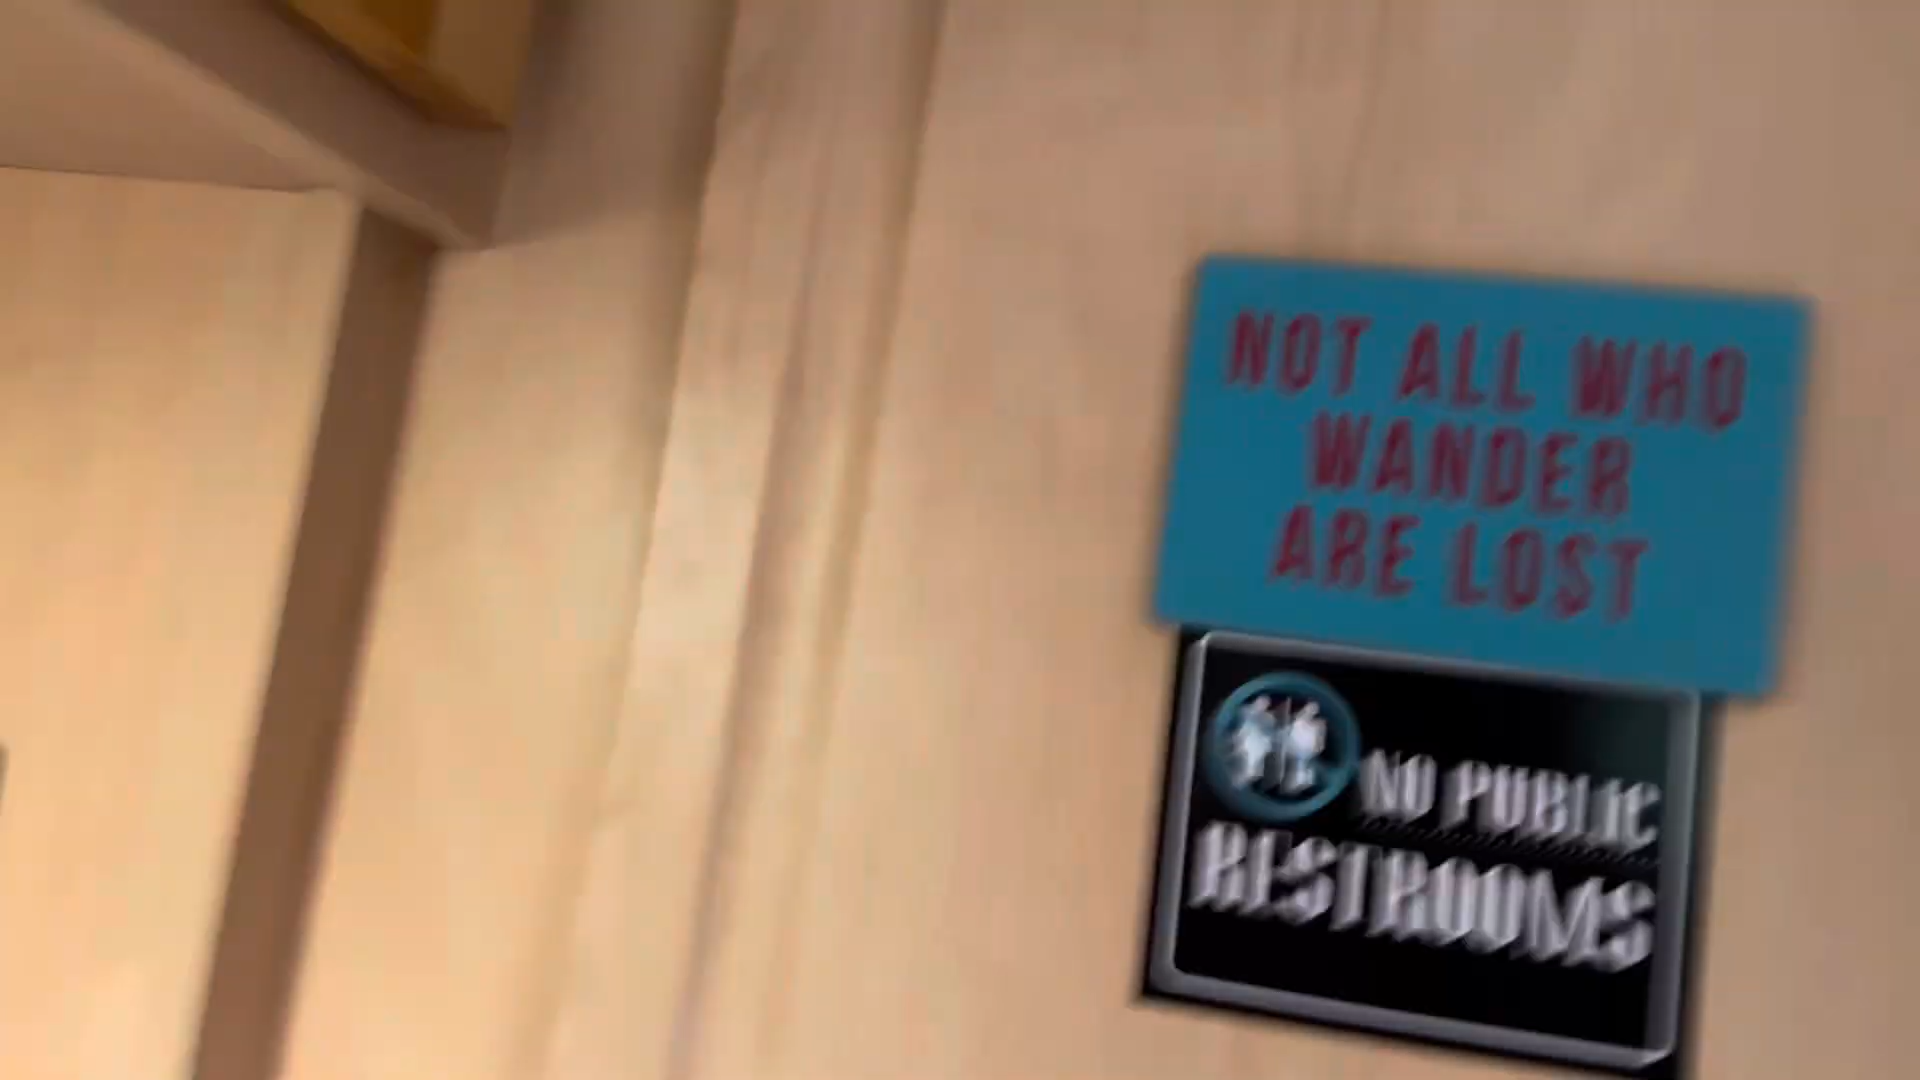 NOT ALL WHO
WANDER
ARE LOST
NO PUBLIC
RESTROOMS